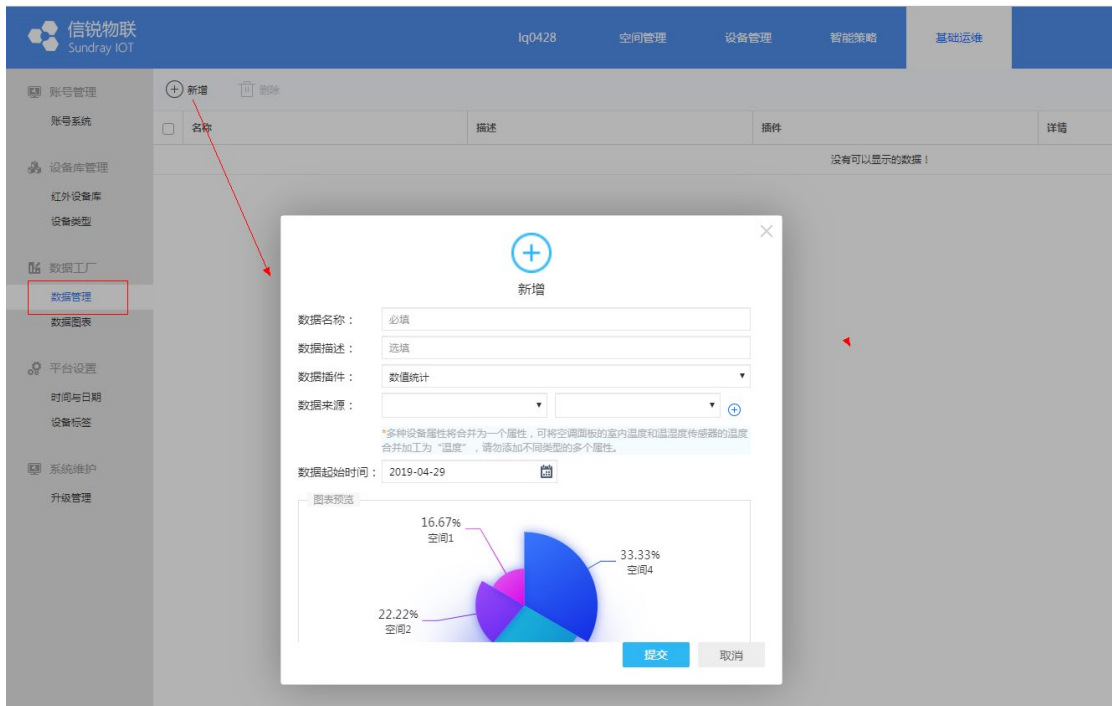 信锐物联
Sundray IOT
lq0428
空间管理
设备管理
智能策略
基础运维
账号管理
账号系统
设备库管理
红外设备库
设备类型
数据工厂
数据管理
数据图表
平台设置
时间与日期
设备标签
系统维护
升级管理
新增
删除
名称
描述
插件
详情
没有可以显示的数据！
新增
数据名称：
必填
数据描述：
选填
数据插件：
数值统计
数据来源：
*多种设备属性将合并为一个属性，可将空调面板的室内温度和温湿度传感器的温度
合并加工为“温度”，请勿添加不同类型的多个属性。
数据起始时间：
2019-04-29
图表预览
16.67%
空间1
33.33%
空间4
22.22%
空间2
提交
取消